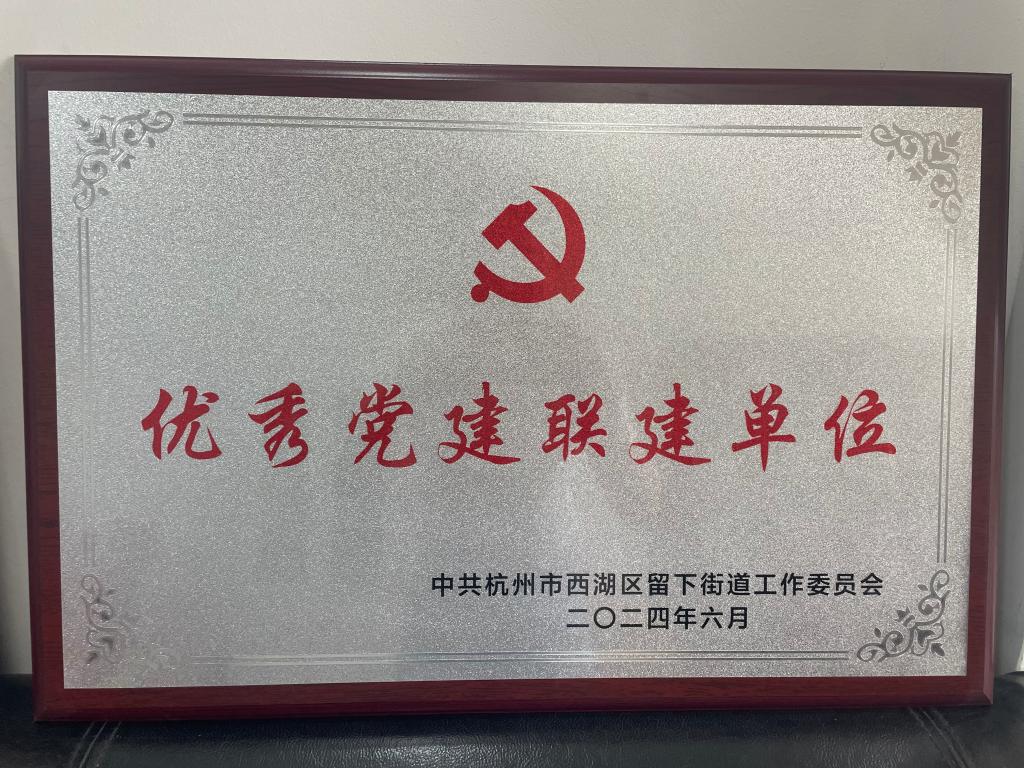 优秀党建联建单位
中共杭州市西湖区留下街道工作委员会
二〇二四年六月